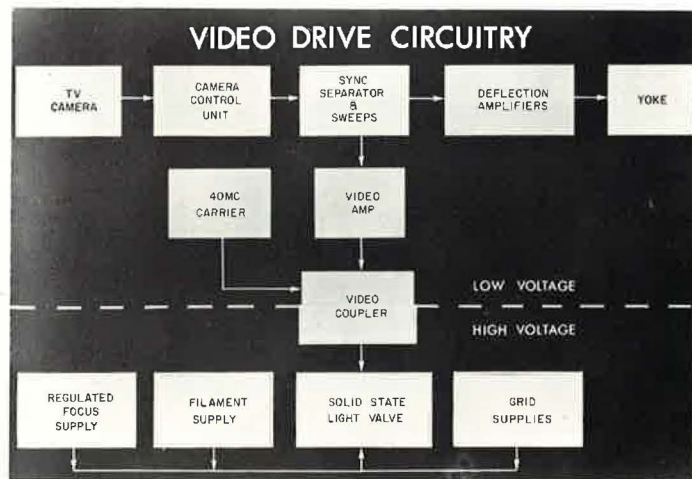 VIDEO DRIVE CIRCUITRY
TV
CAMERA
CAMERA
CONTROL
UNIT
SYNC
SEPARATOR
&
SWEEPS
DEFLECTION
AMPLIFIERS
YOKE
40MC
CARRIER
VIDEO
AMP
VIDEO
COUPLER
LOW VOLTAGE
HIGH VOLTAGE
REGULATED
FOCUS
SUPPLY
FILAMENT
SUPPLY
SOLID STATE
LIGHT VALVE
GRID
SUPPLIES